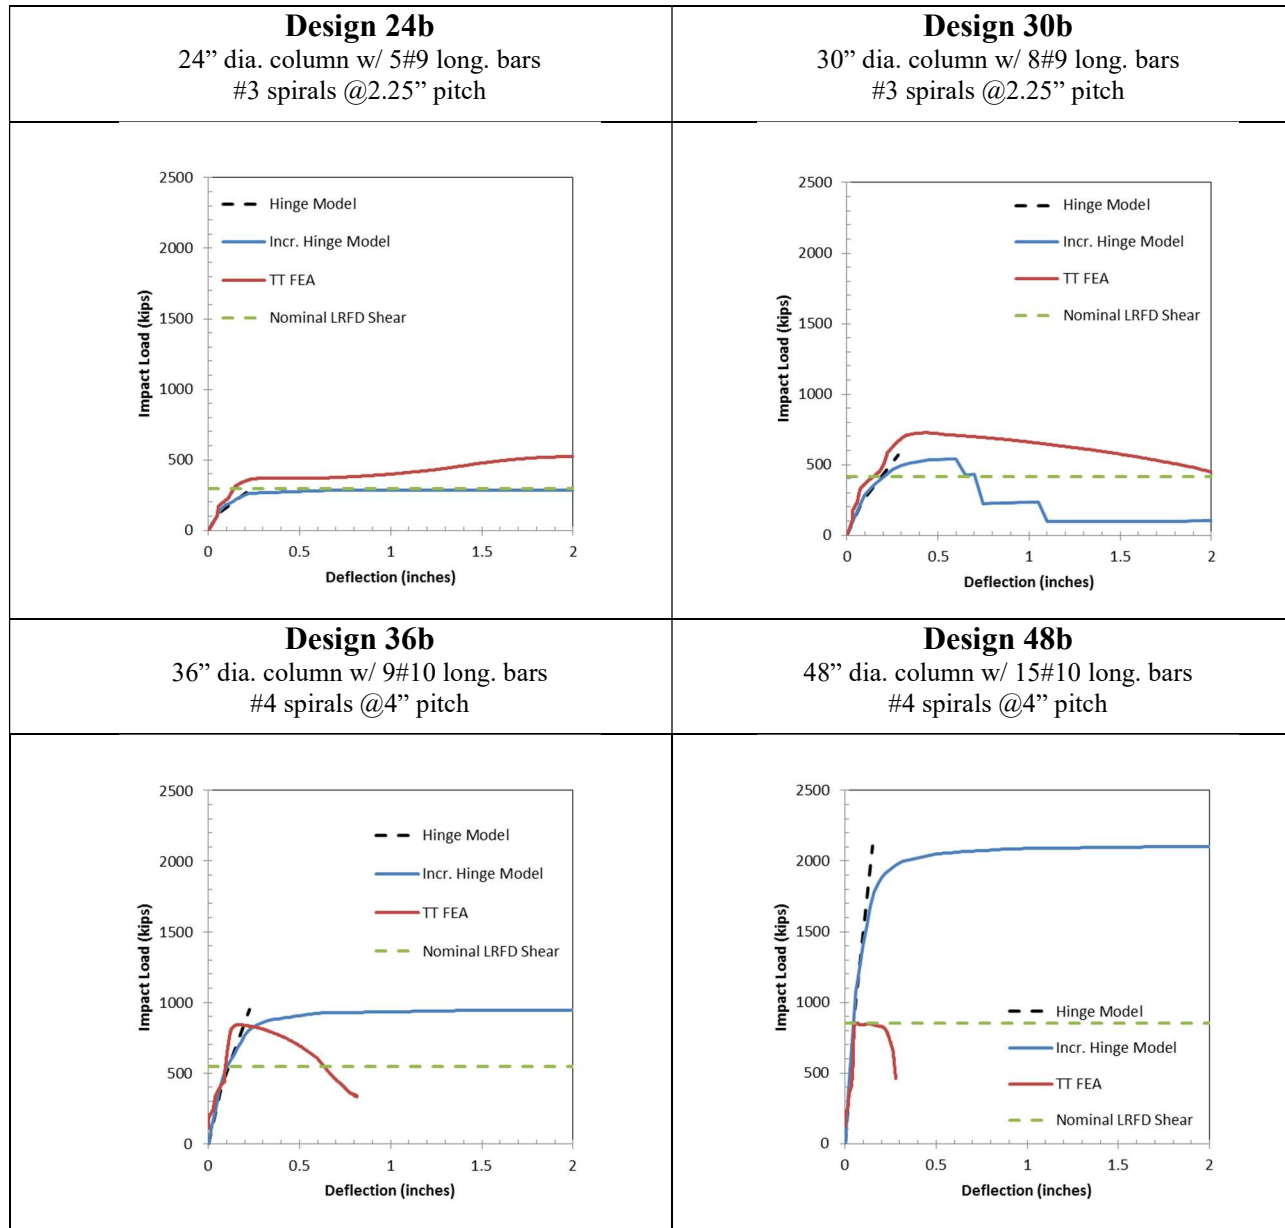 Design 24b
24” dia. column w/ 5#9 long. bars
#3 spirals @2.25” pitch
Design 30b
30” dia. column w/ 8#9 long. bars
#3 spirals @2.25” pitch
2500
2000
1500
1000
500
0
Impact Load (kips)
Hinge Model
Incr. Hinge Model
TT FEA
Nominal LRFD Shear
0
0.5
1
1.5
2
Deflection (inches)
2500
2000
1500
1000
500
0
Impact Load (kips)
Hinge Model
Incr. Hinge Model
TT FEA
Nominal LRFD Shear
0
0.5
1
1.5
2
Deflection (inches)
Design 36b
36” dia. column w/ 9#10 long. bars
#4 spirals @4” pitch
Design 48b
48” dia. column w/ 15#10 long. bars
#4 spirals @4” pitch
2500
2000
1500
1000
500
0
Impact Load (kips)
Hinge Model
Incr. Hinge Model
TT FEA
Nominal LRFD Shear
0
0.5
1
1.5
2
Deflection (inches)
2500
2000
1500
1000
500
0
Impact Load (kips)
Hinge Model
Incr. Hinge Model
TT FEA
Nominal LRFD Shear
0
0.5
1
1.5
2
Deflection (inches)